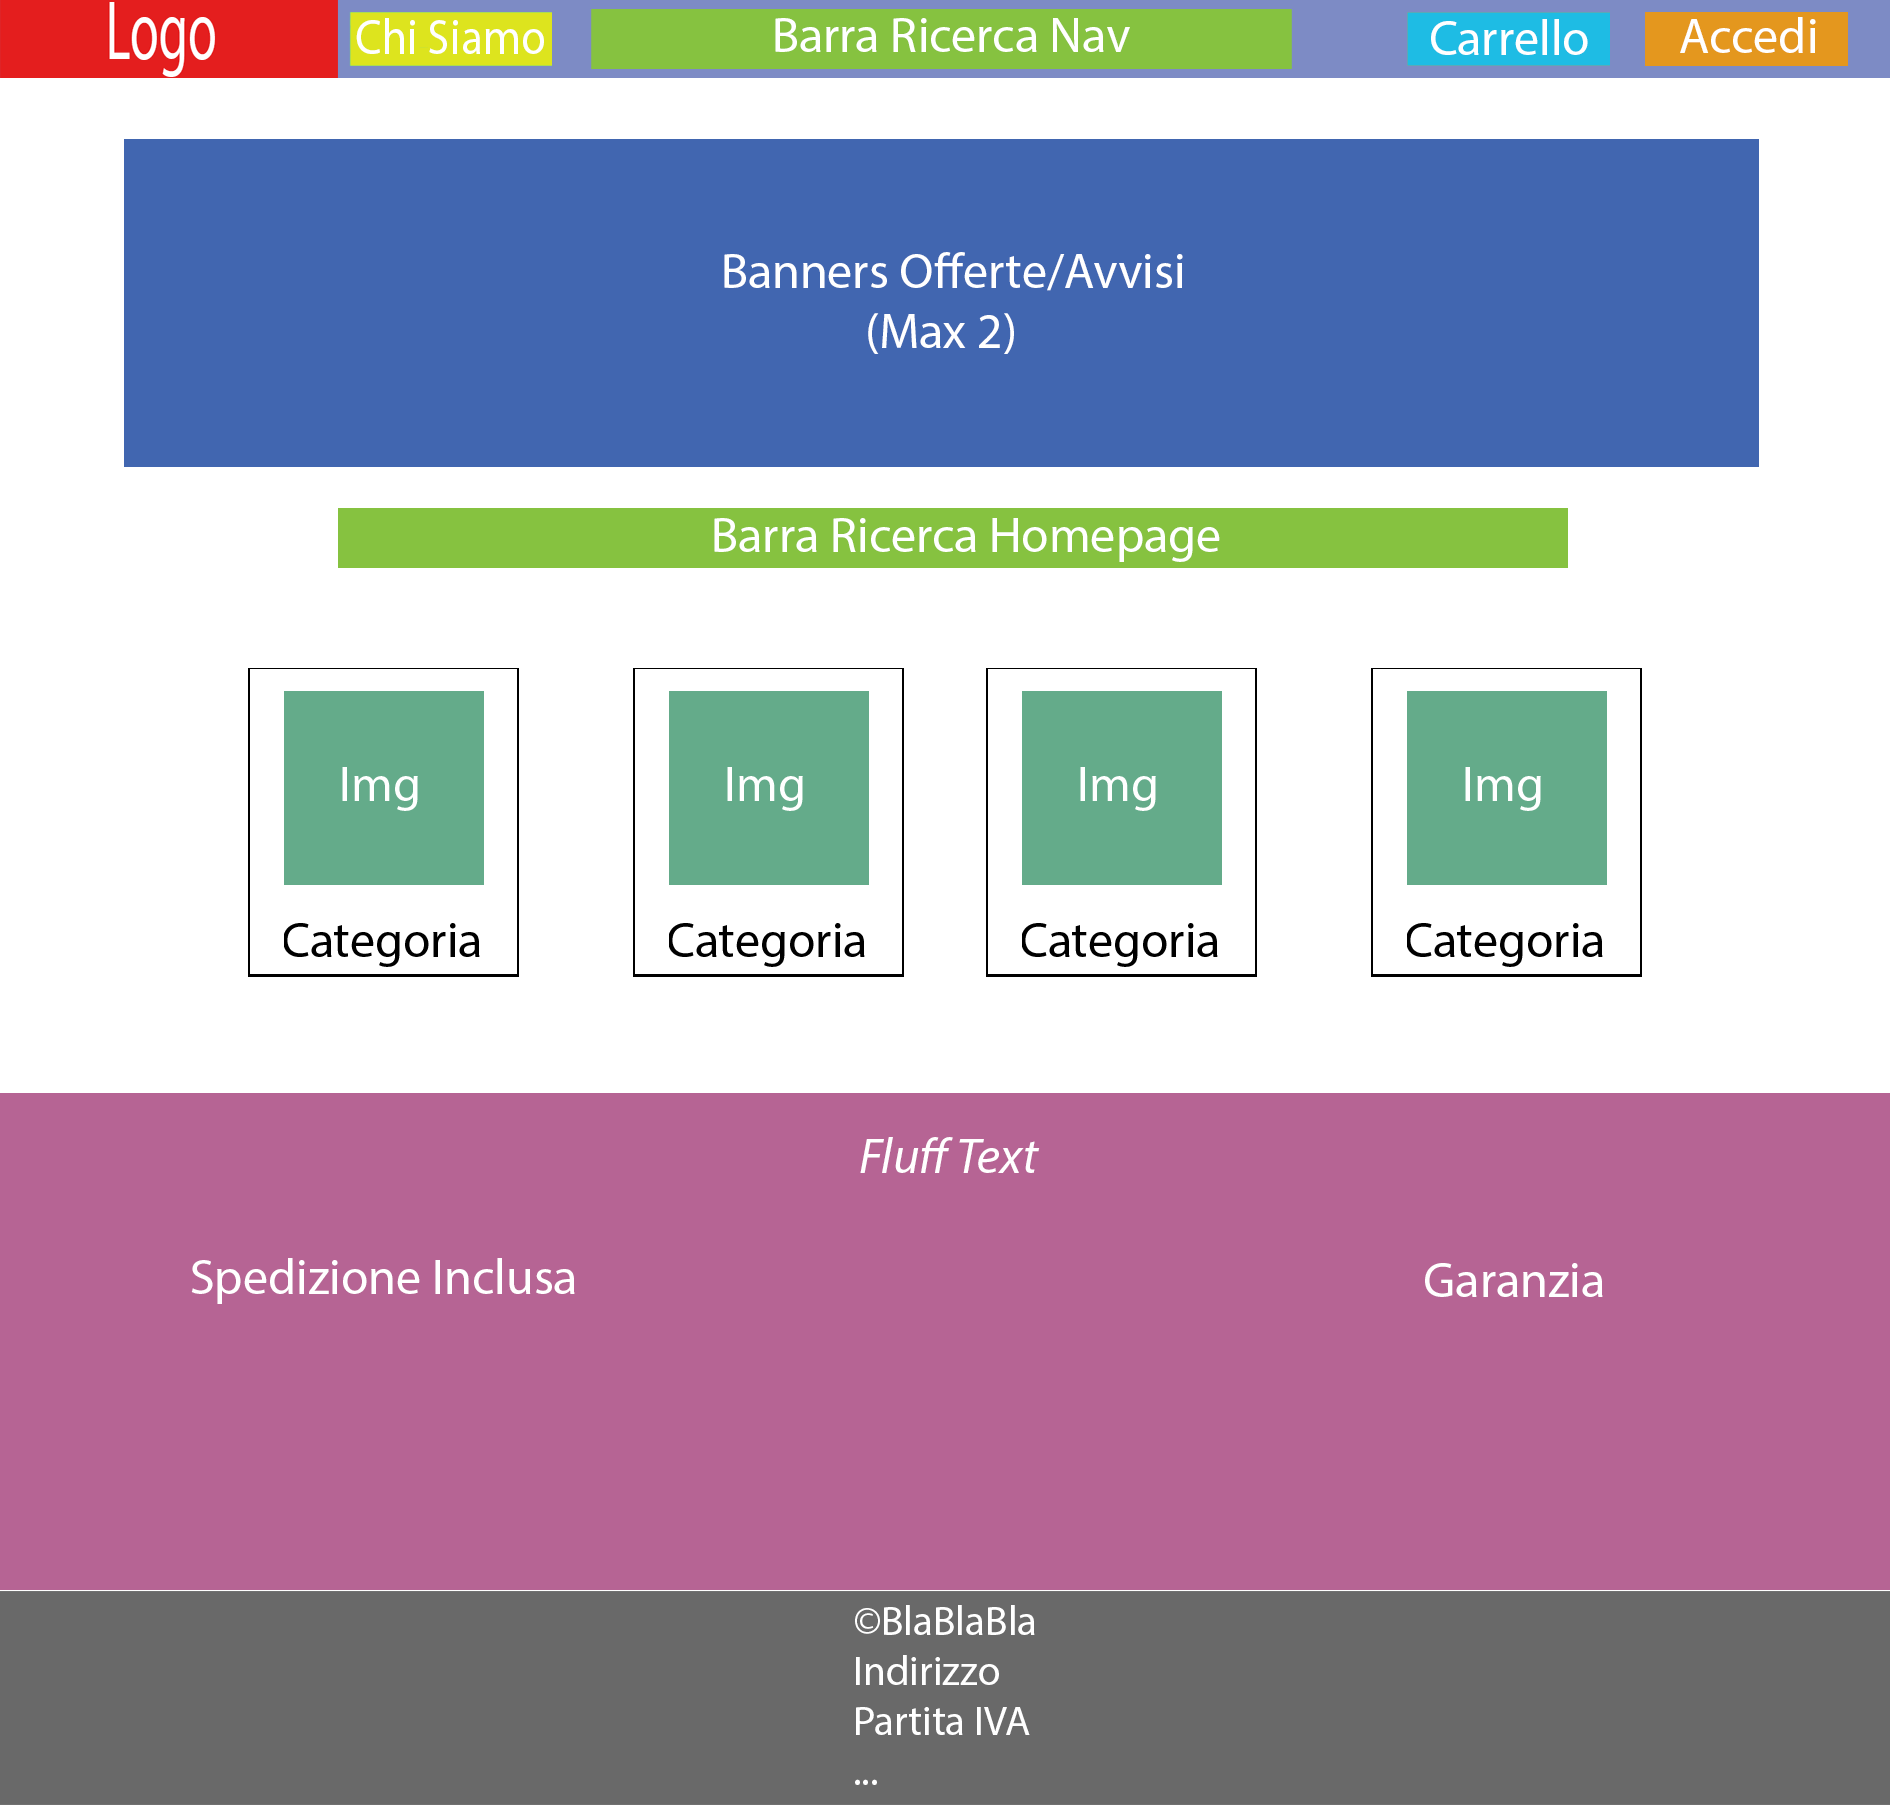 Logo
Chi Siamo
Barra Ricerca Nav
Carrello
Accedi
Banners Offerte/Avvisi
(Max 2)
Barra Ricerca Homepage
Img
Img
Img
Img
Categoria
Categoria
Categoria
Categoria
Fluff Text
Spedizione Inclusa
Garanzia
©BlaBlaBla
Indirizzo
Partita IVA
...